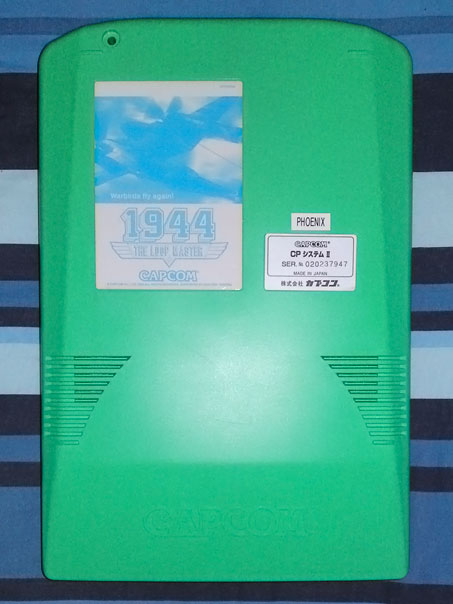 Warbirds fly again!
1944
THE LOOP MASTER
CAPCOM
PHOENIX
CAPCOM
CP システム II
SER. № 020237947
MADE IN JAPAN
株式会社 カプコン
CAPCOM